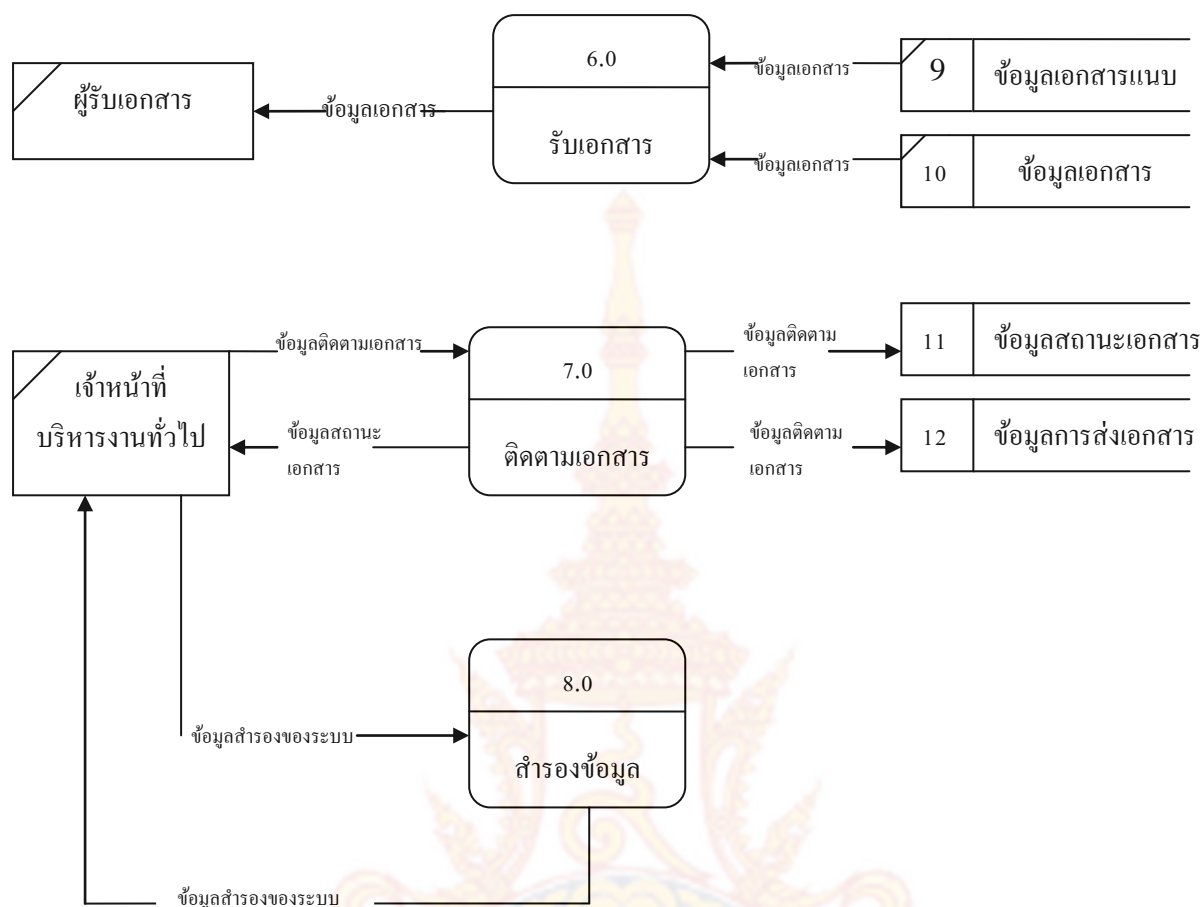 6.0
รับเอกสาร
ผู้รับเอกสาร
ข้อมูลเอกสาร
ข้อมูลเอกสาร
9
ข้อมูลเอกสารแนบ
ข้อมูลเอกสาร
10
ข้อมูลเอกสาร
เจ้าหน้าที่
บริหารงานทั่วไป
ข้อมูลติดตามเอกสาร
ข้อมูลสถานะ
เอกสาร
7.0
ติดตามเอกสาร
ข้อมูลติดตาม
เอกสาร
11
ข้อมูลสถานะเอกสาร
ข้อมูลติดตาม
เอกสาร
12
ข้อมูลการส่งเอกสาร
ข้อมูลสำรองของระบบ
8.0
สำรองข้อมูล
ข้อมูลสำรองของระบบ